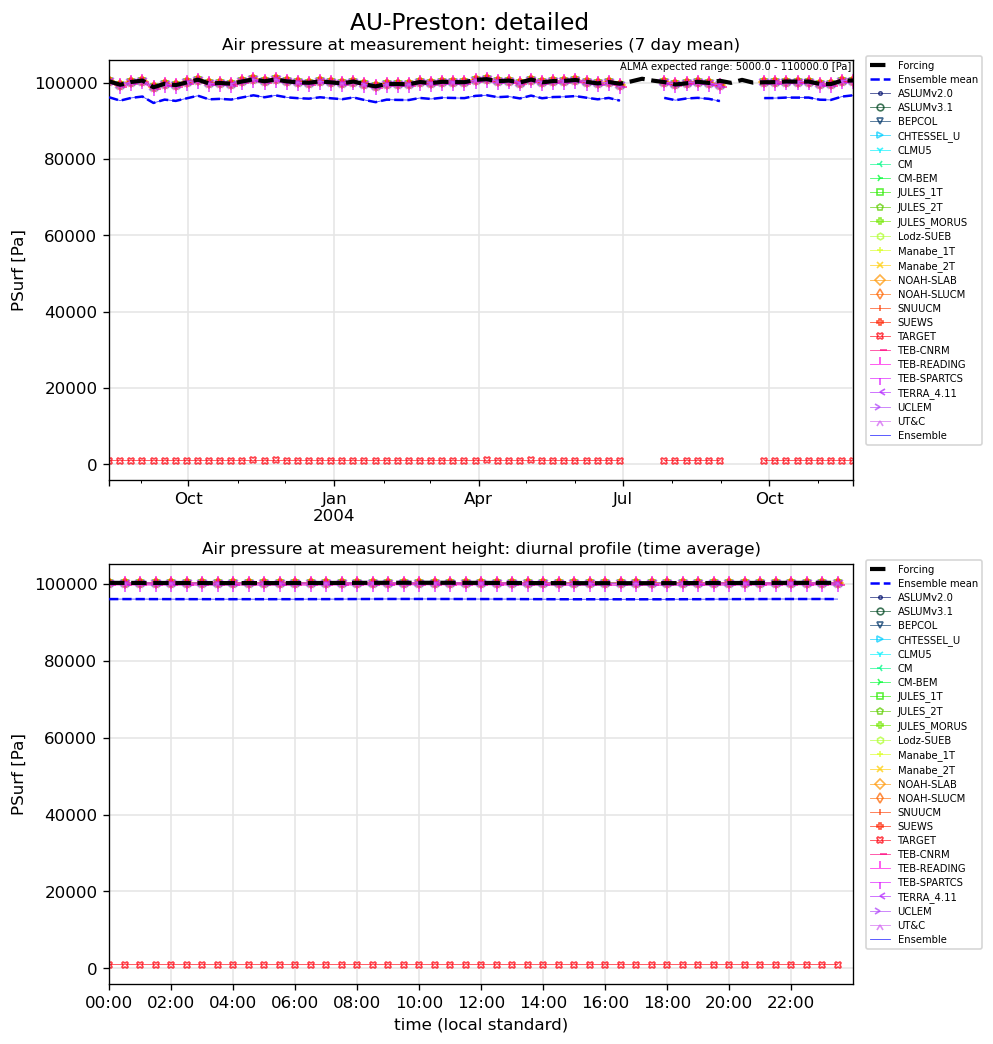 AU-Preston: detailed
Air pressure at measurement height: timeseries (7 day mean)
ALMA expected range: 5000.0 - 110000.0 [Pa]
PSurf [Pa]
100000
80000
60000
40000
20000
0
Oct
Jan
2004
Apr
Jul
Oct
Forcing
Ensemble mean
ASLUMv2.0
ASLUMv3.1
BEPCOL
CHTESSEL_U
CLMU5
CM
CM-BEM
JULES_1T
JULES_2T
JULES_MORUS
Lodz-SUEB
Manabe_1T
Manabe_2T
NOAH-SLAB
NOAH-SLUCM
SNUUCM
SUEWS
TARGET
TEB-CNRM
TEB-READING
TEB-SPARTCS
TERRA_4.11
UCLEM
UT&C
Ensemble
Air pressure at measurement height: diurnal profile (time average)
PSurf [Pa]
100000
80000
60000
40000
20000
0
00:00
02:00
04:00
06:00
08:00
10:00
12:00
14:00
16:00
18:00
20:00
22:00
time (local standard)
Forcing
Ensemble mean
ASLUMv2.0
ASLUMv3.1
BEPCOL
CHTESSEL_U
CLMU5
CM
CM-BEM
JULES_1T
JULES_2T
JULES_MORUS
Lodz-SUEB
Manabe_1T
Manabe_2T
NOAH-SLAB
NOAH-SLUCM
SNUUCM
SUEWS
TARGET
TEB-CNRM
TEB-READING
TEB-SPARTCS
TERRA_4.11
UCLEM
UT&C
Ensemble